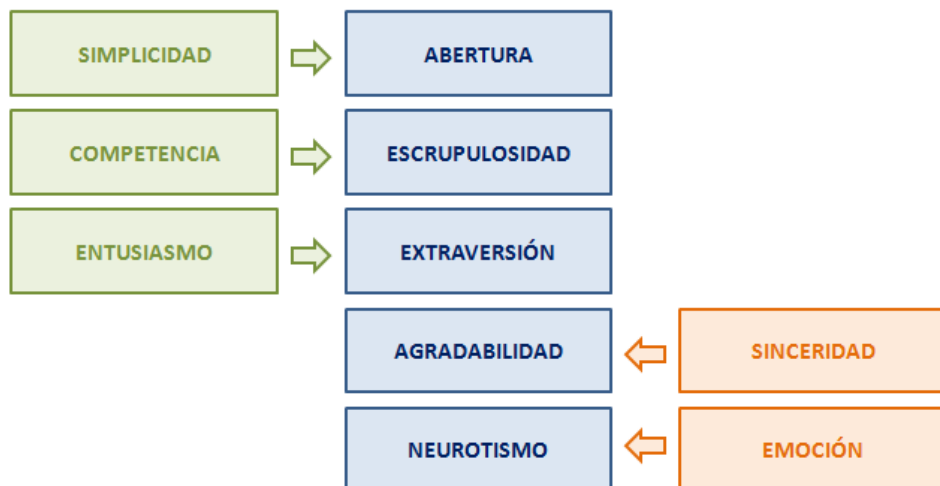 SIMPLICIDAD
ABERTURA
COMPETENCIA
ESCRUPULOSIDAD
ENTUSIASMO
EXTRAVERSIÓN
AGRADABILIDAD
SINCERIDAD
NEUROTISMO
EMOCIÓN